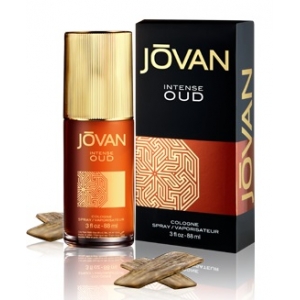 JŌVAN
INTENSE
OUD
COLOGNE
SPRAY / VAPORISATEUR
3 fl oz - 88 ml
JŌVAN
INTENSE
OUD
COLOGNE
SPRAY / VAPORISATEUR
3 fl oz - 88 ml